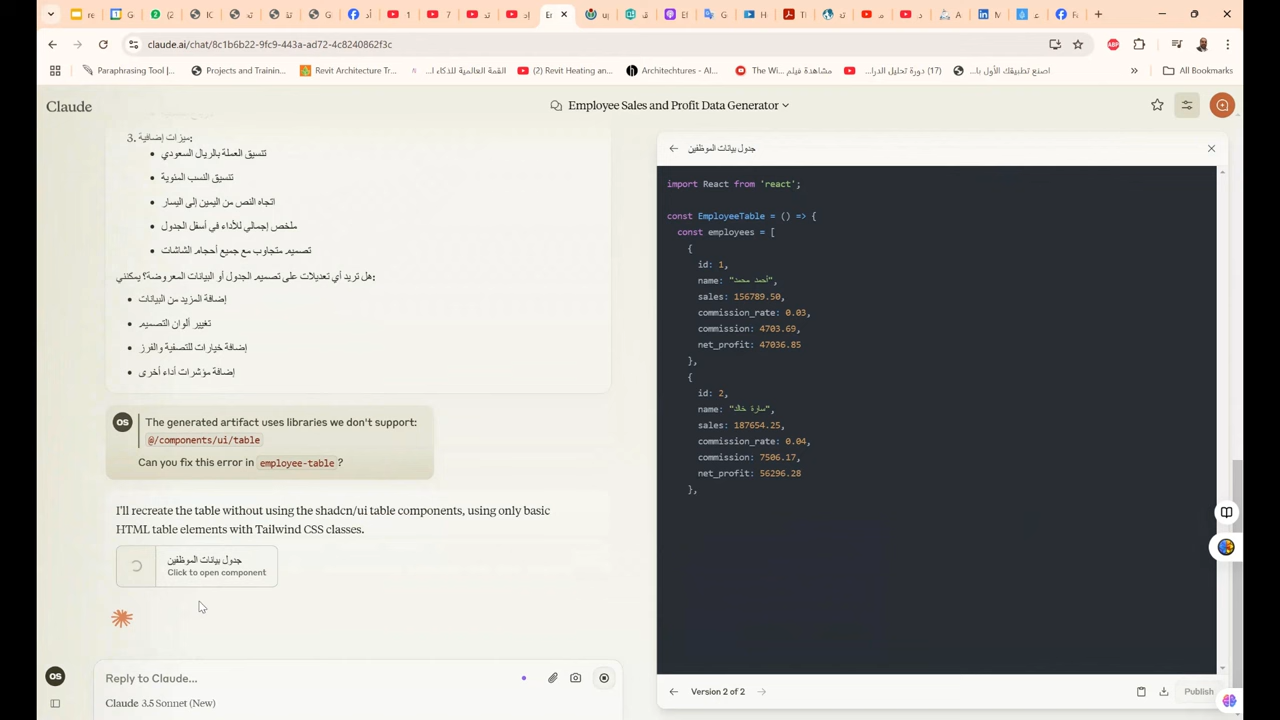 claude.ai/chat/8c1b6b22-9fc9-443a-ad72-4c8240862f3c
Paraphrasing Tool |...
Projects and Trainin...
Revit Architecture Tr...
القمة العالمية للذكاء ا...
(2) Revit Heating an...
Architechtures - AI...
مشاهدة فيلم The Wi...
(17) دورة تحليل الدرا...
اصنع تطبيقك الأول با...
All Bookmarks
Claude
Employee Sales and Profit Data Generator
3. ميزات إضافية:
تنسيق العملة بالريال السعودي
تنسيق النسب المئوية
اتجاه النص من اليمين إلى اليسار
ملخص إجمالي للأداء في أسفل الجدول
تصميم متجاوب مع جميع أحجام الشاشات
هل تريد أي تعديلات على تصميم الجدول أو البيانات المعروضة؟ يمكنني:
إضافة المزيد من البيانات
تغيير ألوان التصميم
إضافة خيارات للتصفية والفرز
إضافة مؤشرات أداء أخرى
OS
The generated artifact uses libraries we don't support:
@/components/ui/table
Can you fix this error in employee-table ?
I'll recreate the table without using the shadcn/ui table components, using only basic
HTML table elements with Tailwind CSS classes.
جدول بيانات الموظفين
Click to open component
OS
Reply to Claude...
Claude 3.5 Sonnet (New)
جدول بيانات الموظفين
import React from 'react';
const EmployeeTable = () => {
const employees = [
{
id: 1,
name: "أحمد محمد",
sales: 156789.50,
commission_rate: 0.03,
commission: 4703.69,
net_profit: 47036.85
},
{
id: 2,
name: "سارة خالد",
sales: 187654.25,
commission_rate: 0.04,
commission: 7506.17,
net_profit: 56296.28
},
Version 2 of 2
Publish